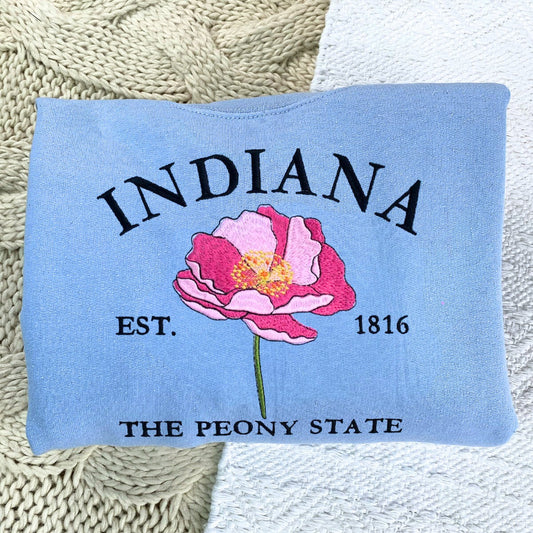 INDIANA
EST. 1816
THE PEONY STATE